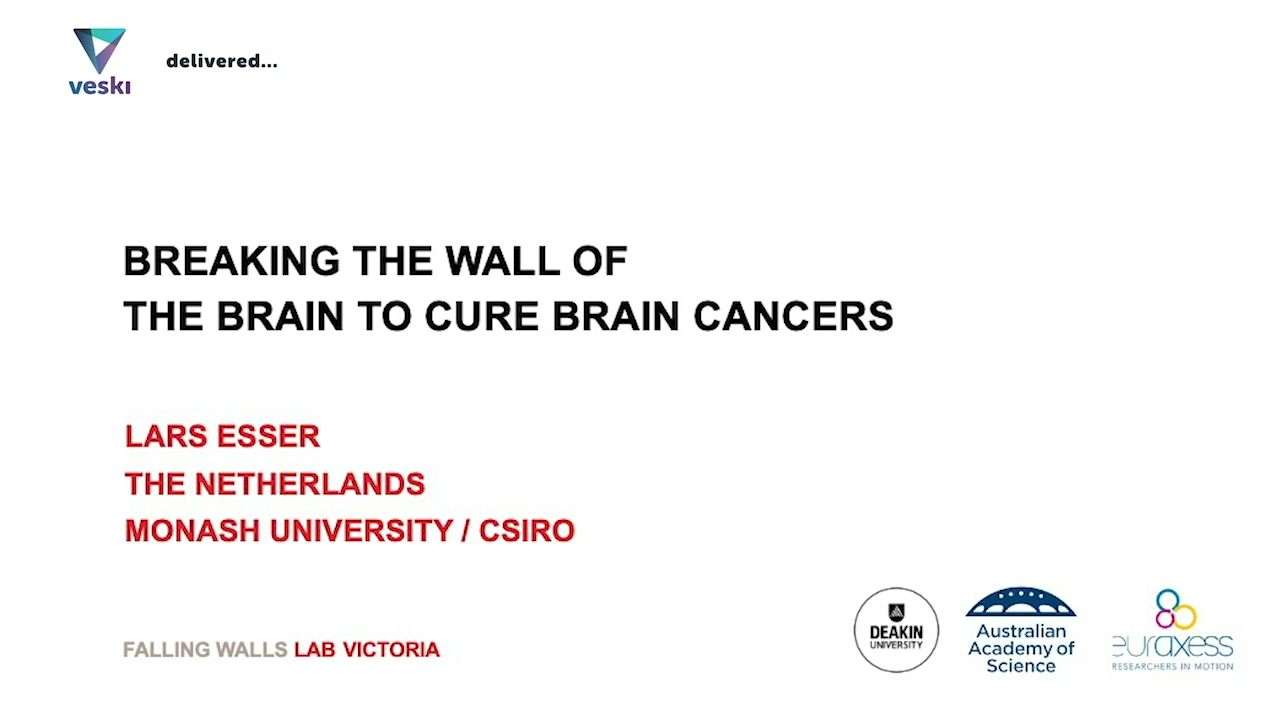 veski
delivered...
BREAKING THE WALL OF
THE BRAIN TO CURE BRAIN CANCERS
LARS ESSER
THE NETHERLANDS
MONASH UNIVERSITY / CSIRO
FALLING WALLS LAB VICTORIA
DEAKIN
UNIVERSITY
Australian
Academy of
Science
euraxess
RESEARCHERS IN MOTION